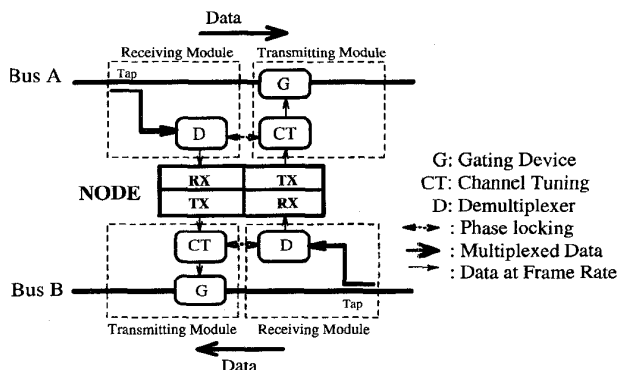 Data
Receiving Module
Transmitting Module
Bus A
Tap
G
D
CT
RX
TX
NODE
TX
RX
G: Gating Device
CT: Channel Tuning
D: Demultiplexer
: Phase locking
: Multiplexed Data
: Data at Frame Rate
CT
D
Bus B
G
Tap
Transmitting Module
Receiving Module
Data